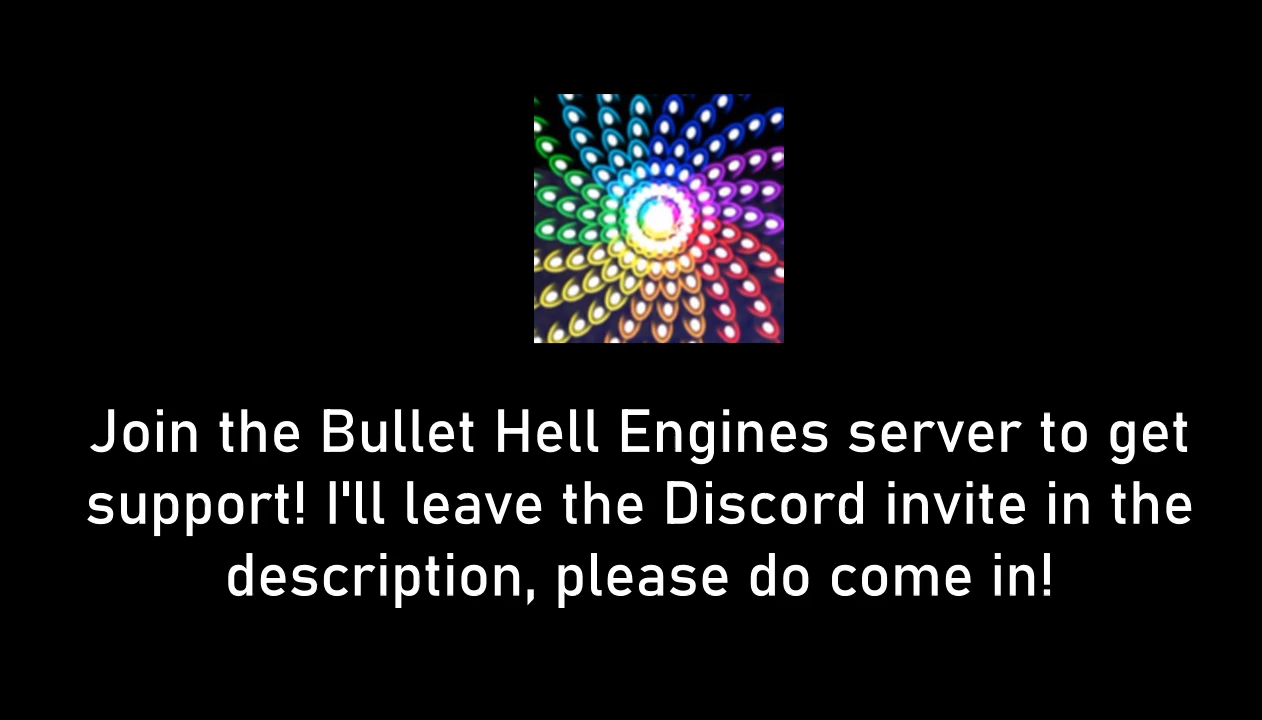 Join the Bullet Hell Engines server to get
support! I'll leave the Discord invite in the
description, please do come in!